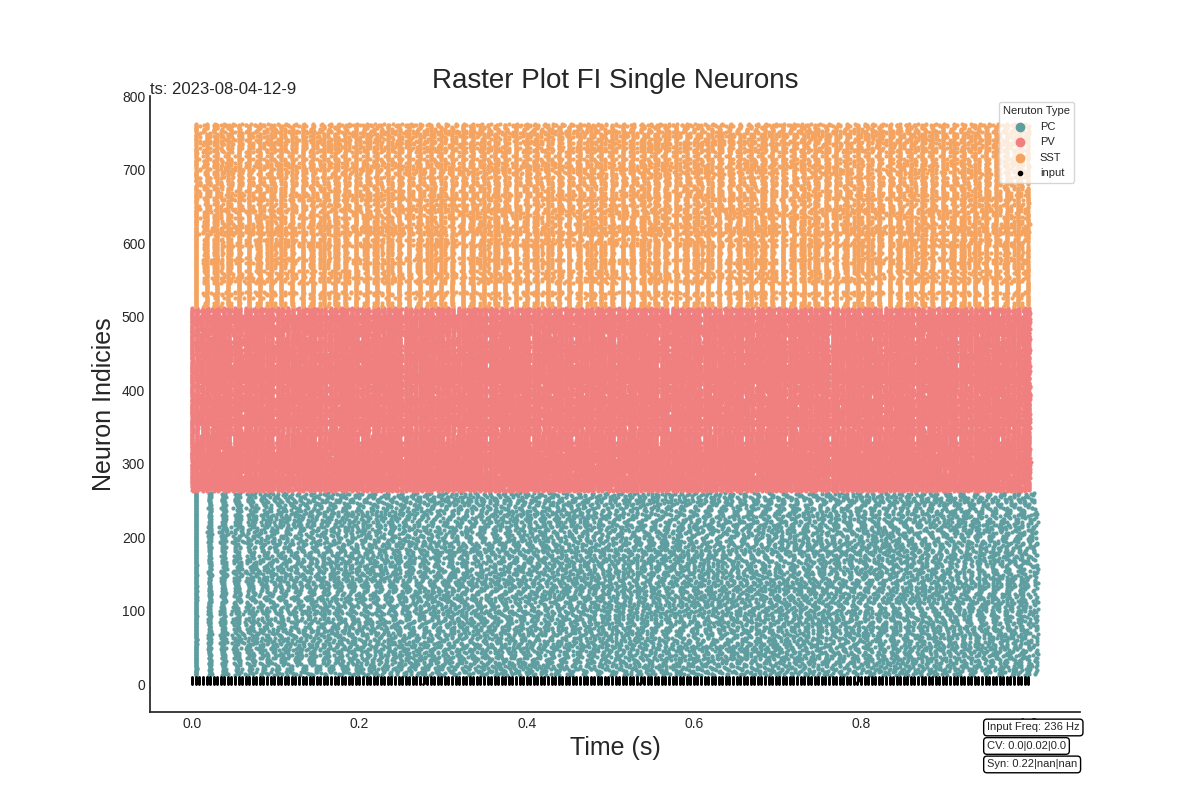 Raster Plot FI Single Neurons
ts: 2023-08-04-12-9
Neruton Type
PC
PV
SST
input
Neuron Indicies
800
700
600
500
400
300
200
100
0
0.0
0.2
0.4
0.6
0.8
Time (s)
Input Freq: 236 Hz
CV: 0.0|0.02|0.0
Syn: 0.22|nan|nan